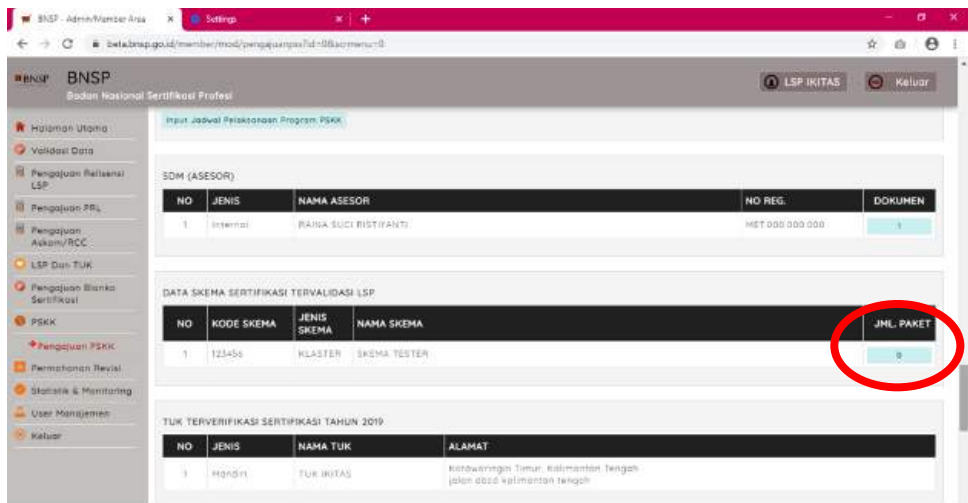 BNSP - Admin/Member Area
Settings
beta.bnsp.go.id/member/mod/pengajuanpas?id=0&submenu=0
BNSP
BNSP
Badan Nasional Sertifikasi Profesi
LSP IKITAS
Keluar
Halaman Utama
Validasi Data
Pengajuan Relisensi
LSP
Pengajuan PRL
Pengajuan
Askom/RCC
LSP Dan TUK
Pengajuan Blanko
Sertifikasi
PSKK
Pengajuan PSKK
Permohonan Revisi
Statistik & Monitoring
User Manajemen
Keluar
Input Jadwal Pelaksanaan Program PSKK
SDM (ASESOR)
NO JENIS NAMA ASESOR NO REG. DOKUMEN
1 Internal RAINA SUCI RISTIYANTI MET.000.000.000 1
DATA SKEMA SERTIFIKASI TERVALIDASI LSP
NO KODE SKEMA JENIS SKEMA NAMA SKEMA JML. PAKET
1 123456 KLASTER SKEMA TESTER 0
TUK TERVERIFIKASI SERTIFIKASI TAHUN 2019
NO JENIS NAMA TUK ALAMAT
1 Mandiri TUK IKITAS Kotawaringin Timur, Kalimantan Tengah
jalan abcd kalimantan tengah